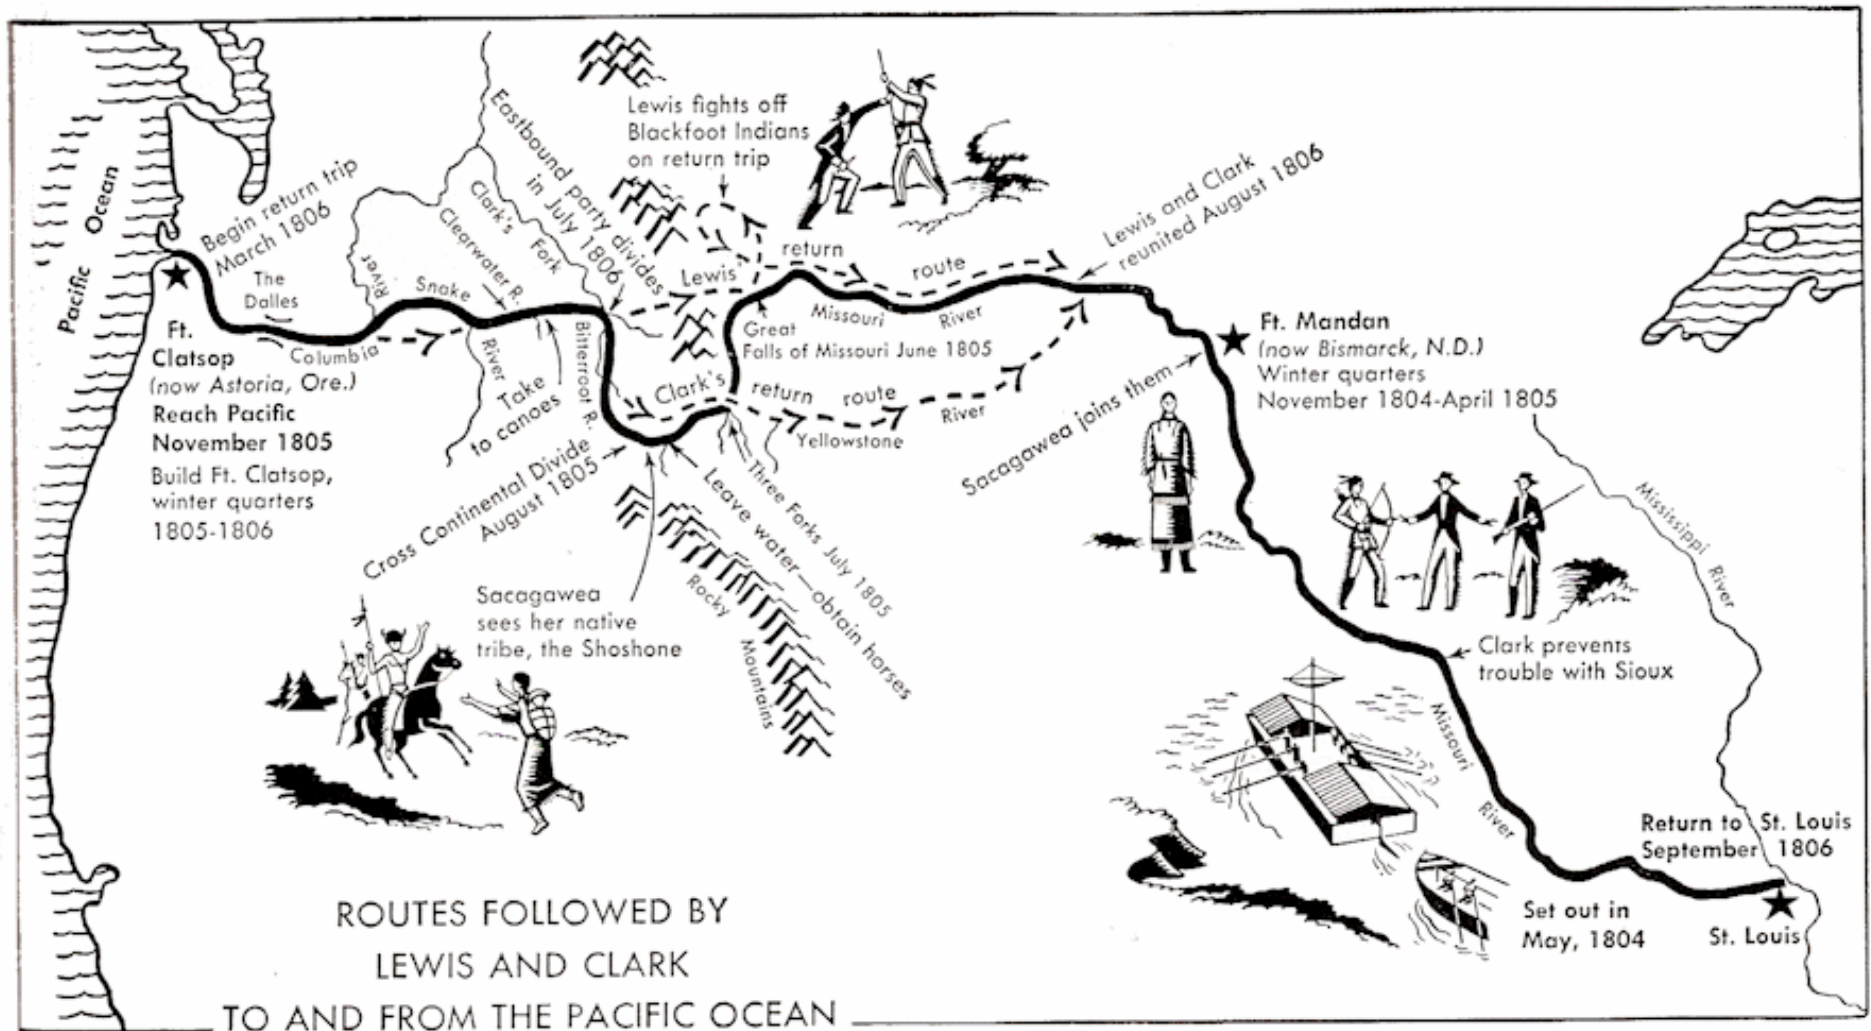 Pacific
Ocean
Begin return trip
March 1806
The
Dalles
Ft.
Clatsop
(now Astoria, Ore.)
Reach Pacific
November 1805
Build Ft. Clatsop,
winter quarters
1805-1806
Columbia
River
Snake
River
Clearwater R.
Clark's
Fork
Eastbound party divides
in July 1806
Take
to canoes
Bitterroot R.
Lewis fights off
Blackfoot Indians
on return trip
Lewis'
return
route
Lewis and Clark
reunited August 1806
Missouri
River
Great
Falls of Missouri June 1805
Clark's
return
route
Yellowstone
River
Cross Continental Divide
August 1805
Sacagawea
sees her native
tribe, the Shoshone
Leave water—obtain horses
Three Forks July 1805
Rocky
Mountains
Sacagawea joins them
Ft. Mandan
(now Bismarck, N.D.)
Winter quarters
November 1804-April 1805
Mississippi
River
Clark prevents
trouble with Sioux
Missouri
River
Return to St. Louis
September 1806
Set out in
May, 1804
St. Louis
ROUTES FOLLOWED BY
LEWIS AND CLARK
TO AND FROM THE PACIFIC OCEAN